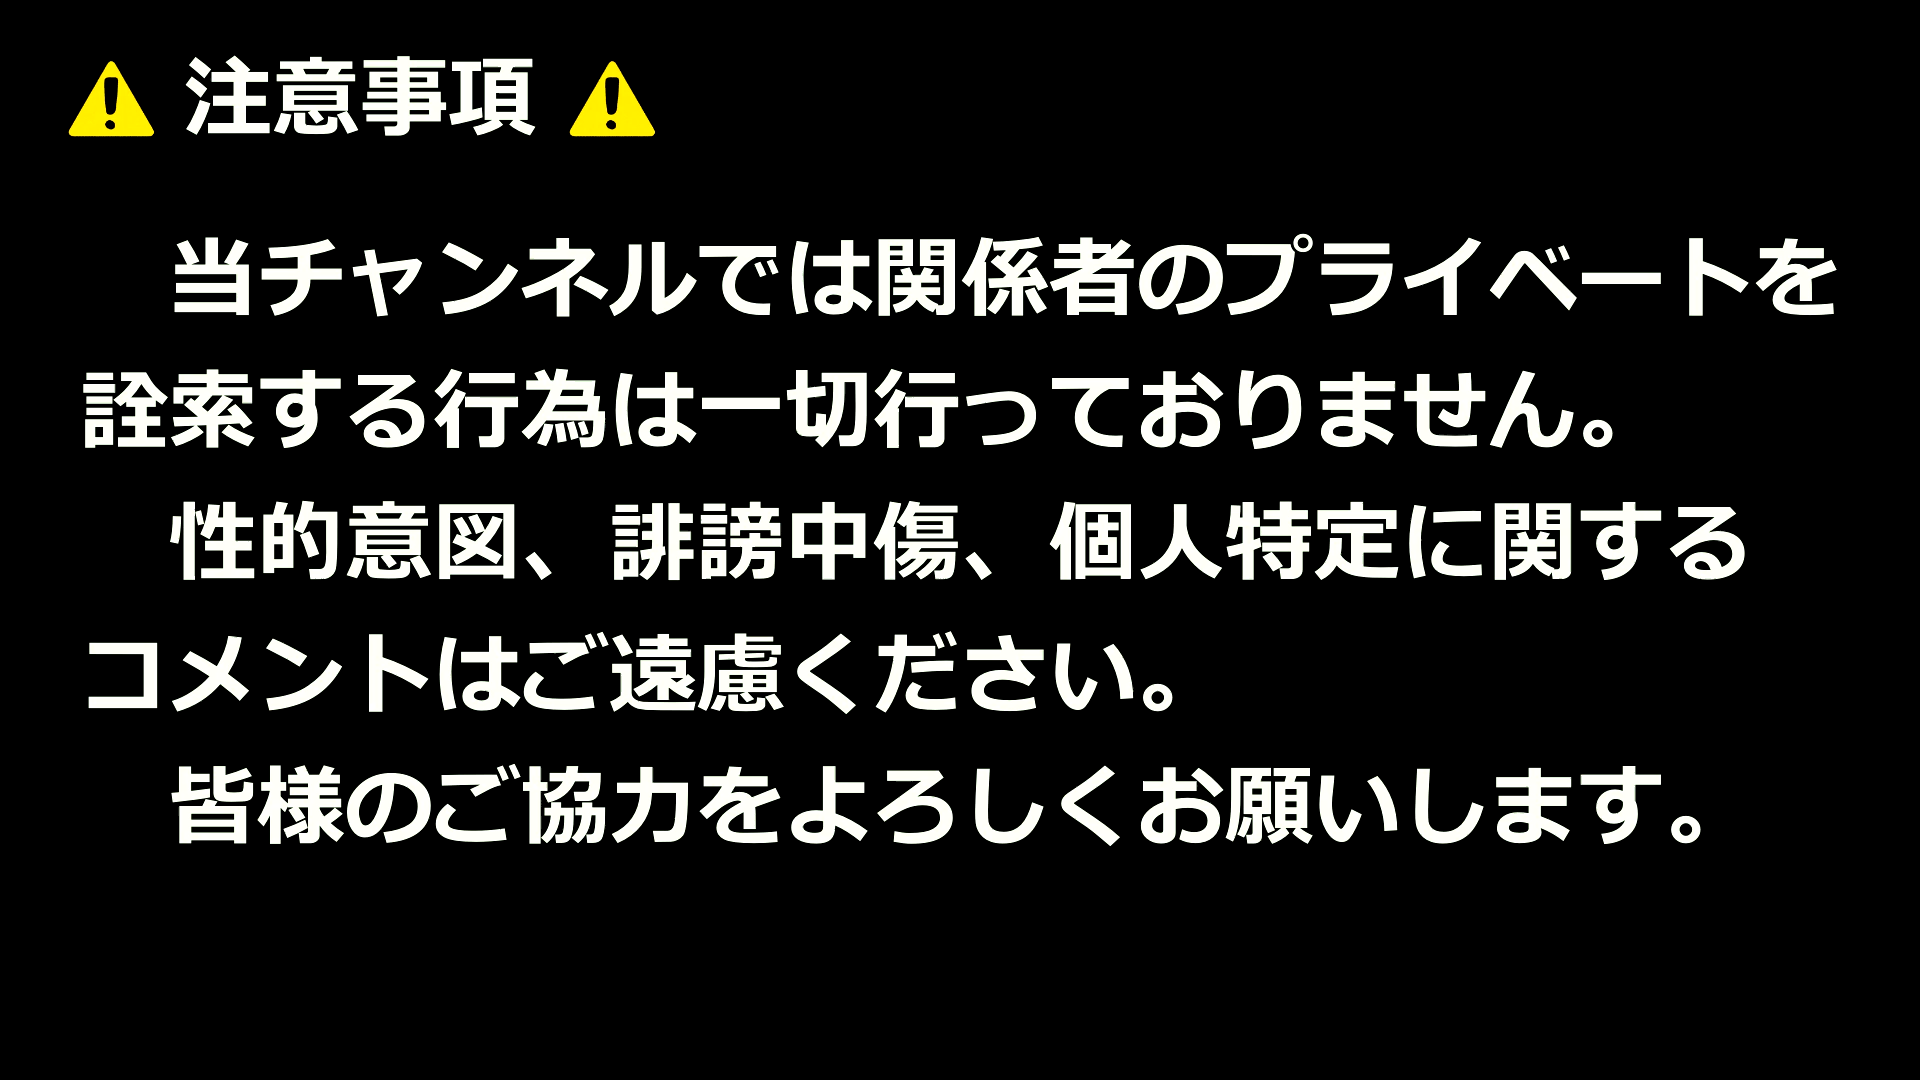 ⚠ 注意事項 ⚠
当チャンネルでは関係者のプライベートを
詮索する行為は一切行っておりません。
性的意図、誹謗中傷、個人特定に関する
コメントはご遠慮ください。
皆様のご協力をよろしくお願いします。